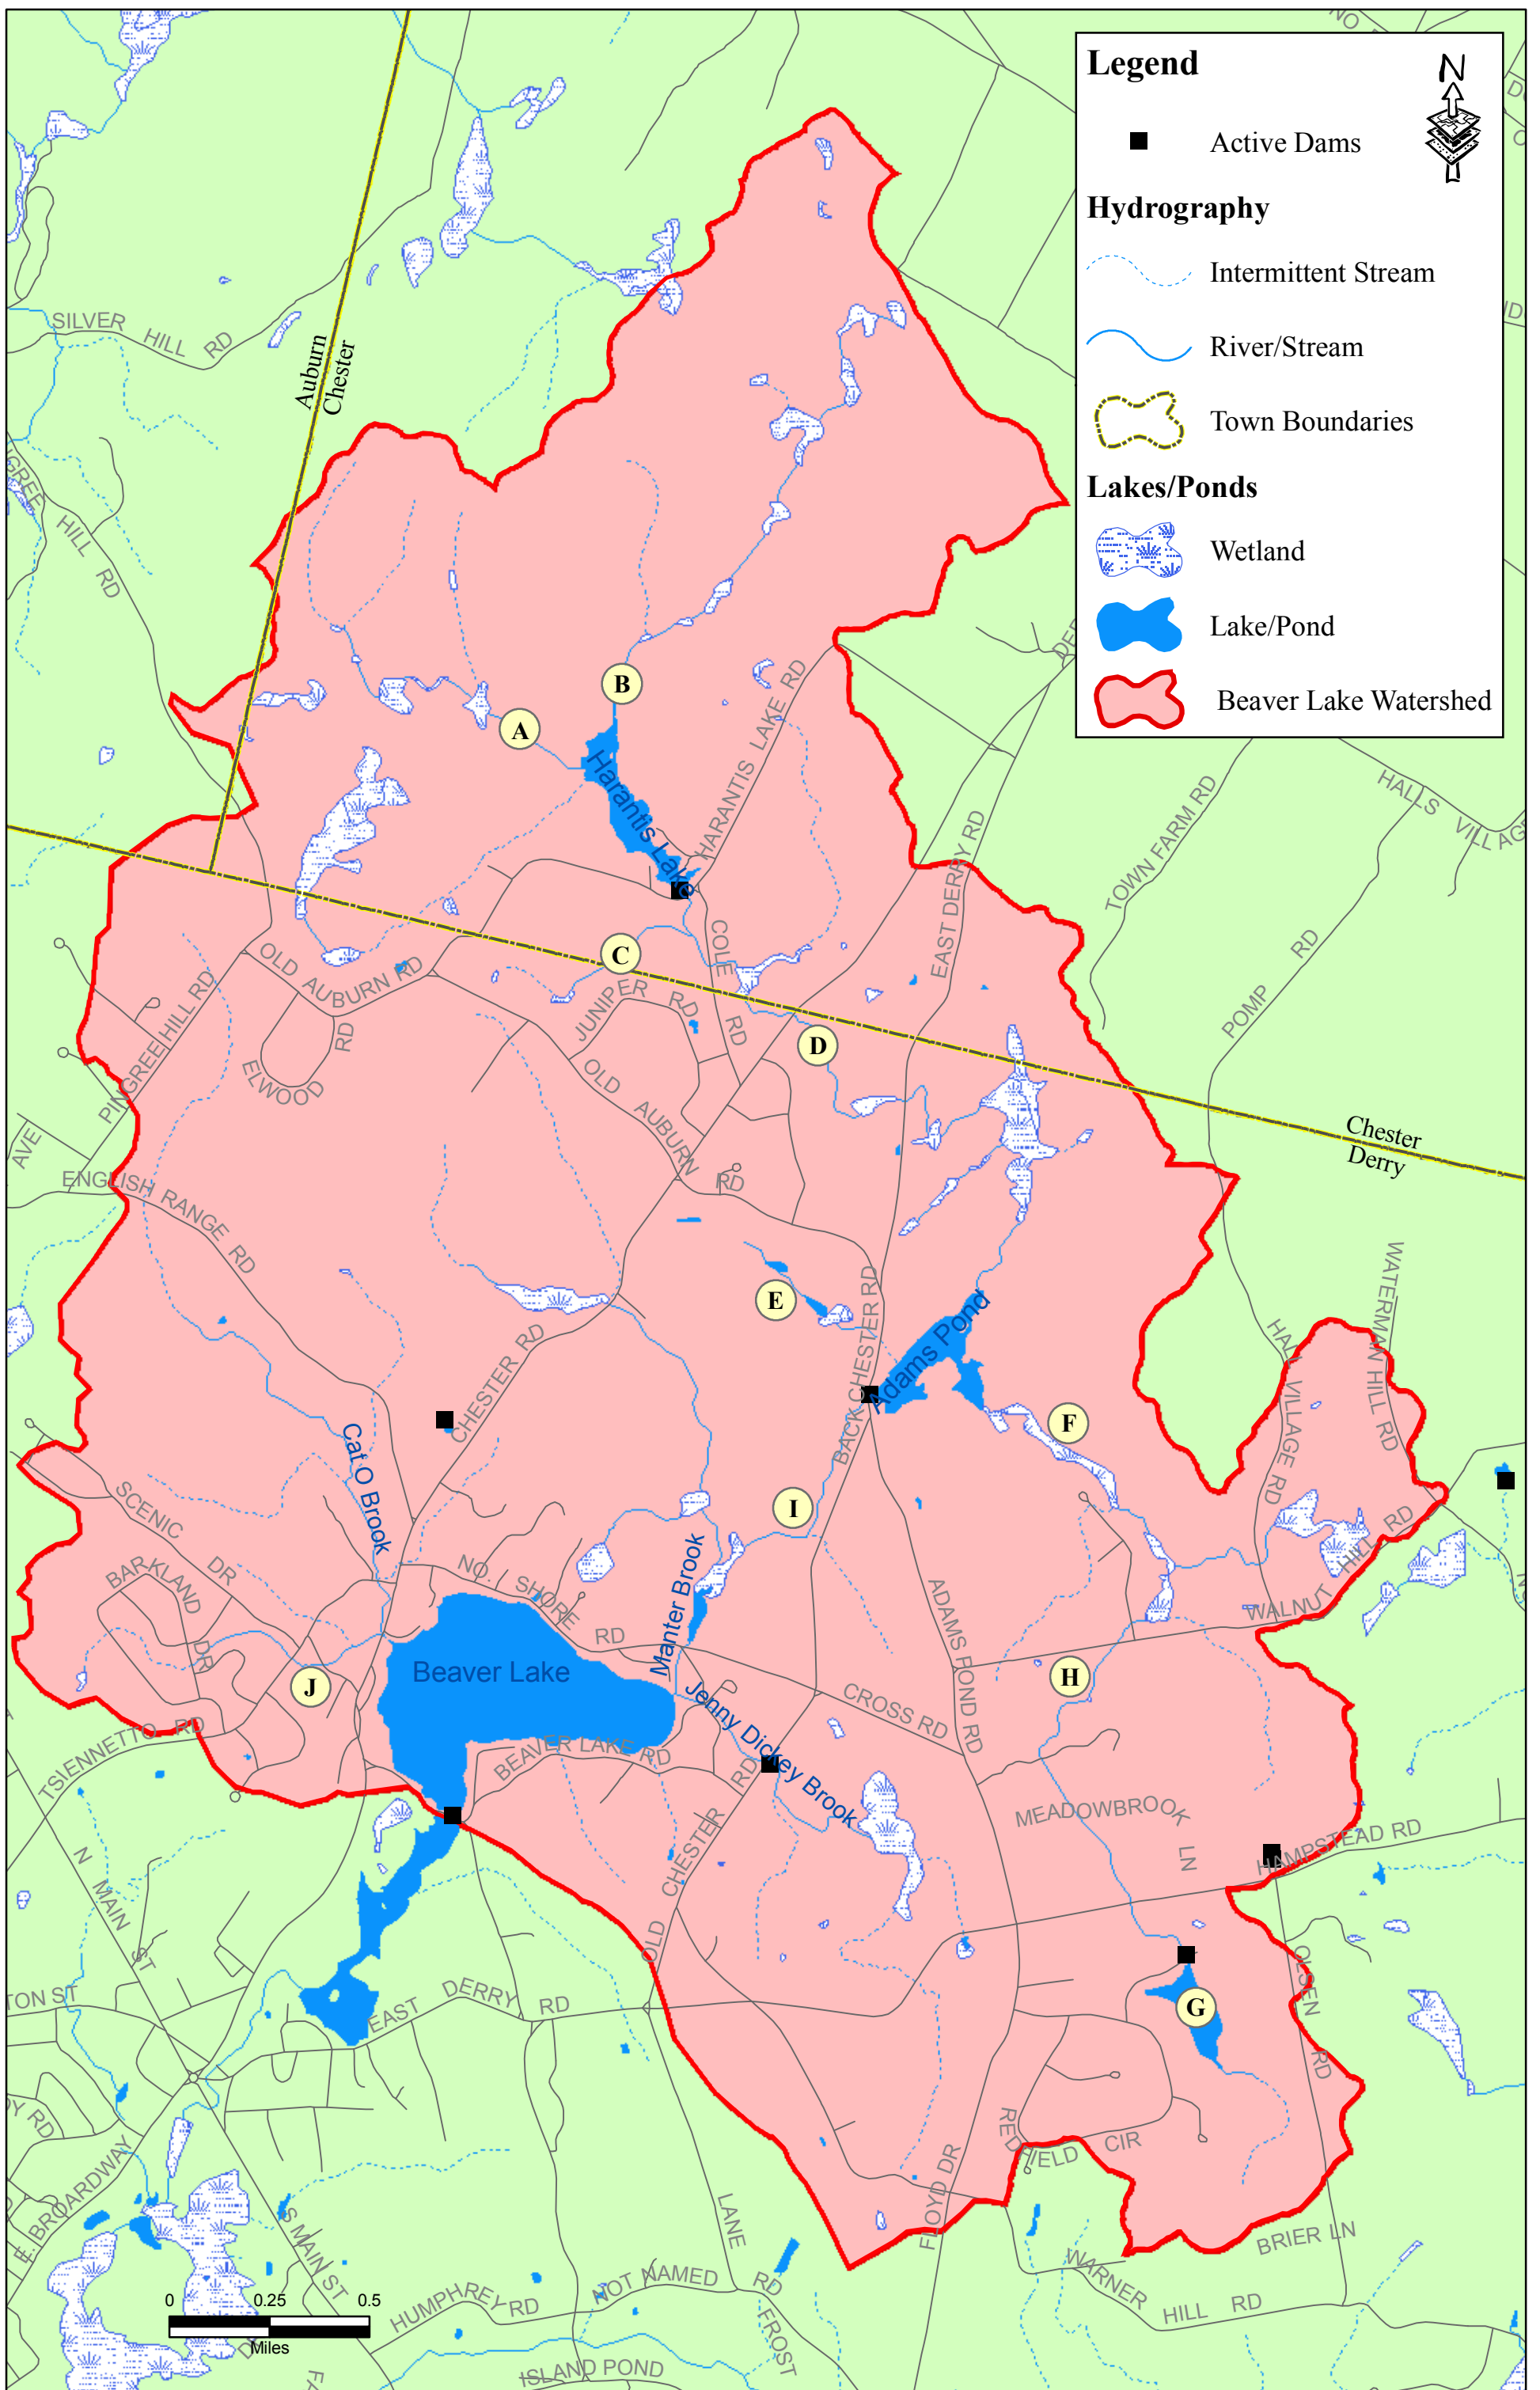 Legend
N
Active Dams
Hydrography
Intermittent Stream
River/Stream
Town Boundaries
Lakes/Ponds
Wetland
Lake/Pond
Beaver Lake Watershed
SILVER
HILL RD
Auburn
Chester
HILL RD
B
A
Harantis Lake
HARANTIS LAKE RD
TOWN FARM RD
HALLS
EAST DERRY RD
COLE
RD
C
OLD AUBURN RD
PINGREE HILL RD
ELWOOD
RD
JUNIPER RD
D
POMP
RD
OLD
AUBURN
RD
Chester
Derry
AVE
ENGLISH RANGE RD
E
BACK CHESTER RD
Adams Pond
WATERMAN HILL RD
HALL VILLAGE RD
CHESTER RD
Cat O Brook
F
I
SCENIC
DR
BARKLAND
DR
NO. SHORE
RD
Manter Brook
ADAMS POND RD
WALNUT HILL RD
Beaver Lake
J
H
Jenny Dickey Brook
CROSS RD
TSIENNETTO RD
BEAVER LAKE RD
MEADOWBROOK
LN
HAMPSTEAD RD
OLD CHESTER RD
N MAIN ST
TON ST
EAST DERRY RD
G
OLSEN
RD
REDFIELD CIR
FLOYD DR
E. BROARDWAY
S MAIN ST
LANE
RD
BRIER LN
WARNER
HILL RD
HUMPHREY
RD
NOT NAMED
FROST
ISLAND POND
0 0.25 0.5
Miles